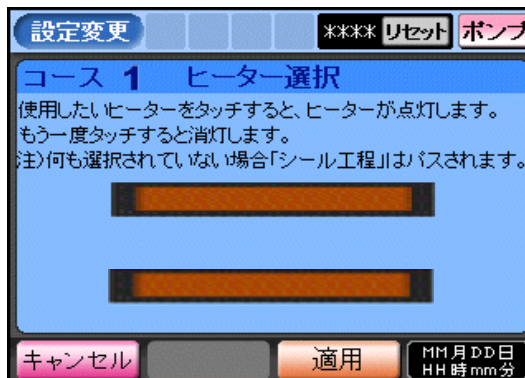 設定変更
**** リセット ポンプ
コース 1 ヒーター選択
使用したいヒーターをタッチすると、ヒーターが点灯します。
もう一度タッチすると消灯します。
注)何も選択されていない場合「シール工程」はパスされます。
キャンセル
適用
MM月DD日
HH時mm分